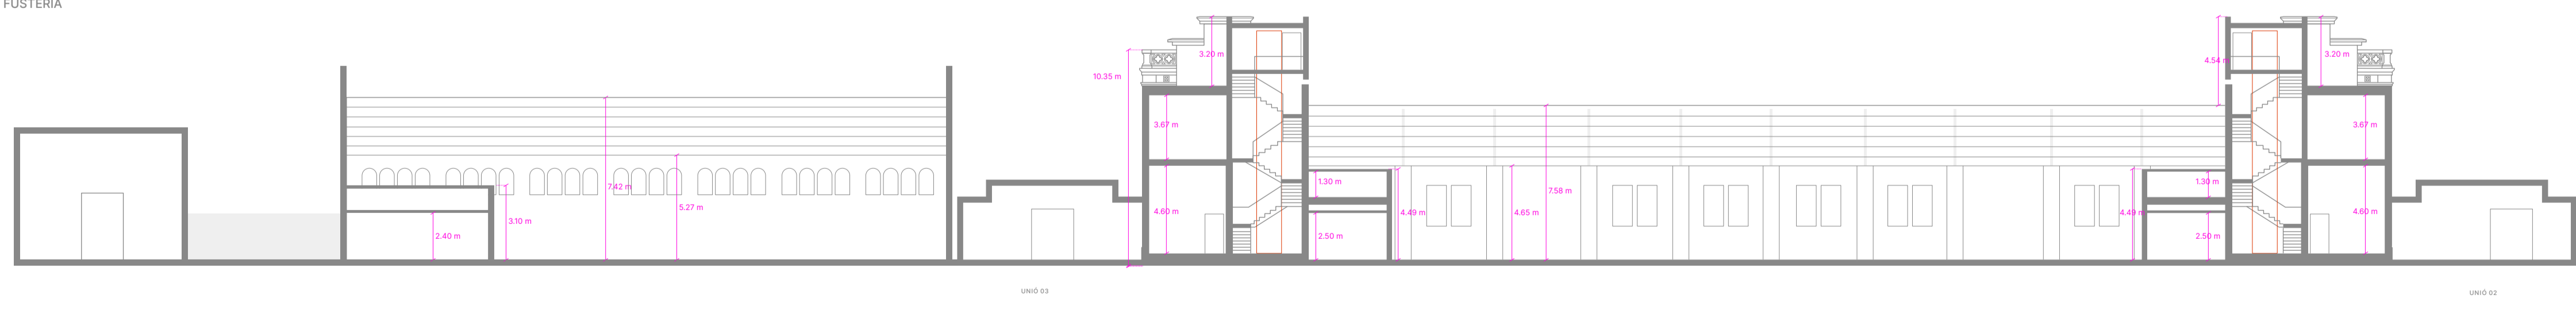 FUSTERIA
3.20 m
3.20 m
4.54 m
10.35 m
3.67 m
3.67 m
1.30 m
1.30 m
7.42 m
7.58 m
5.27 m
4.60 m
4.49 m
4.65 m
4.49 m
4.60 m
3.10 m
2.40 m
2.50 m
2.50 m
UNIÓ 03
UNIÓ 02